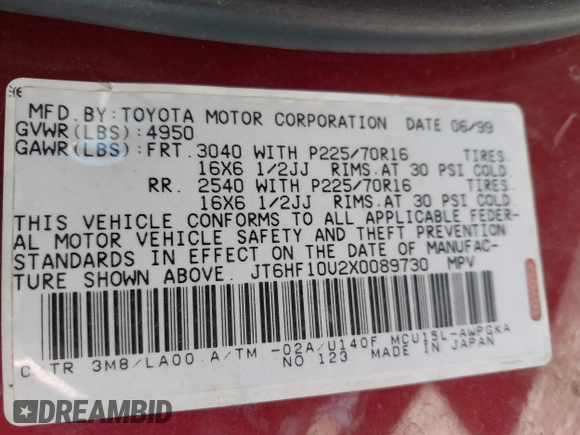 MFD. BY: TOYOTA MOTOR CORPORATION DATE 06/99
GVWR(LBS):4950
GAWR(LBS):FRT. 3040 WITH P225/70R16 TIRES.
16X6 1/2JJ RIMS.AT 30 PSI COLD.
RR. 2540 WITH P225/70R16 TIRES.
16X6 1/2JJ RIMS.AT 30 PSI COLD.
THIS VEHICLE CONFORMS TO ALL APPLICABLE FEDER-
AL MOTOR VEHICLE SAFETY AND THEFT PREVENTION
STANDARDS IN EFFECT ON THE DATE OF MANUFAC-
TURE SHOWN ABOVE. JT6HF10U2X0089730 MPV
C/TR 3M8/LA00 A/TM -02A/U140F MCU15L-AWPGKA
NO 123 MADE IN JAPAN
DREAMBID